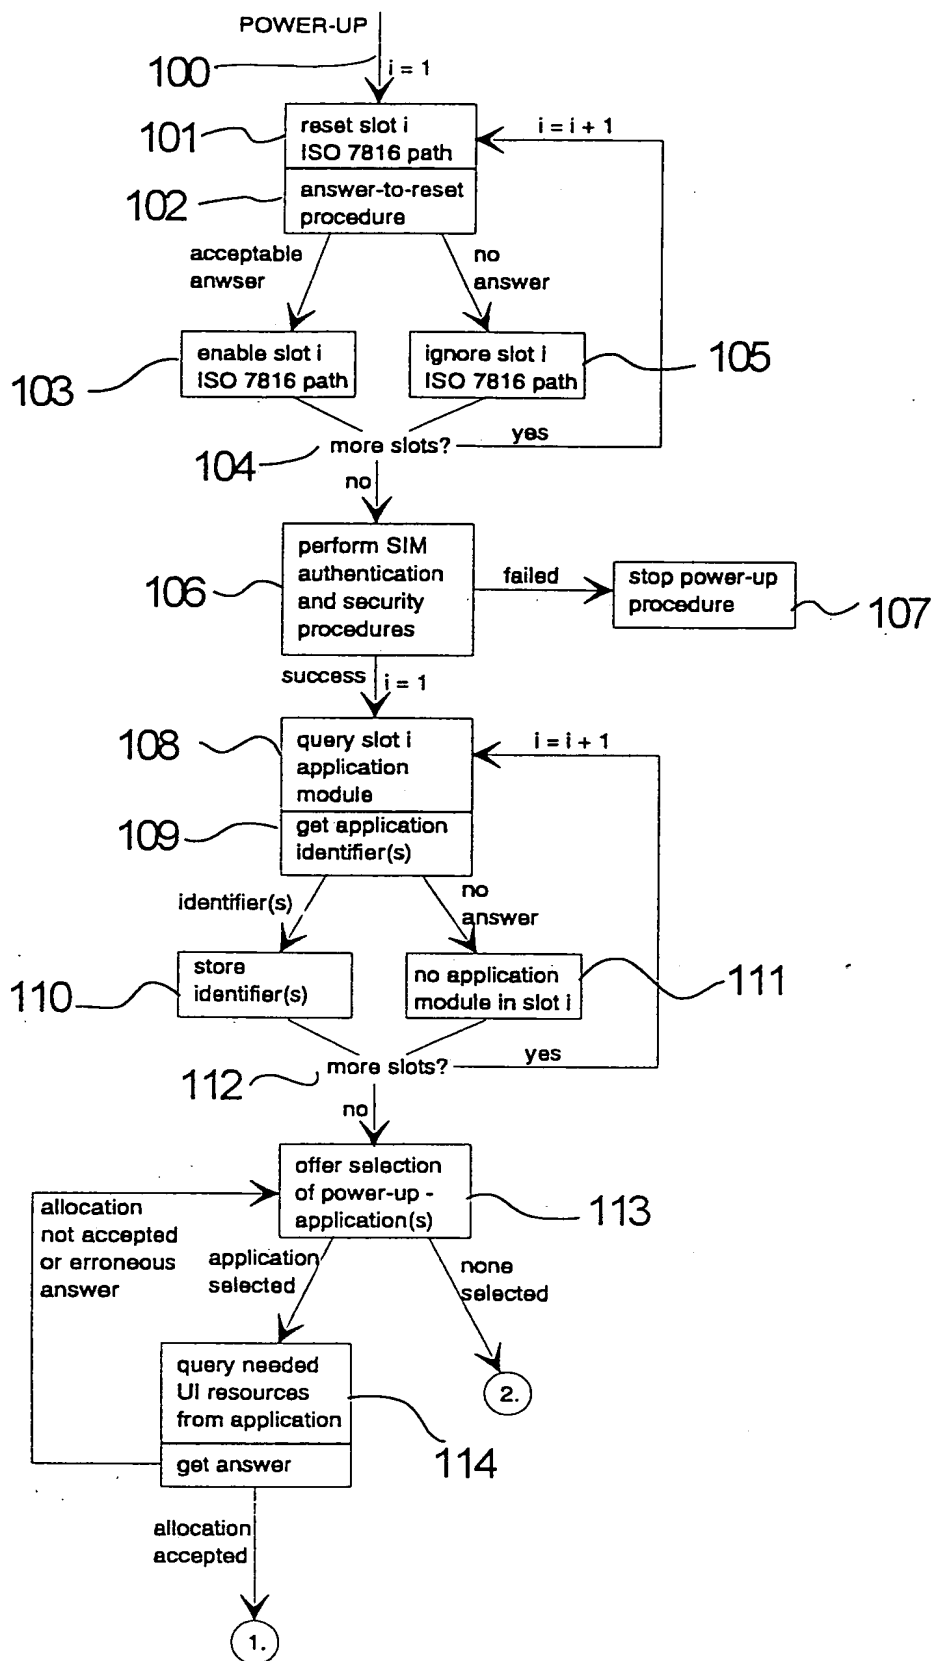 POWER-UP
100
i = 1
101
reset slot i
ISO 7816 path
i = i + 1
102
answer-to-reset
procedure
acceptable
anwser
no
answer
103
enable slot i
ISO 7816 path
ignore slot i
ISO 7816 path
105
104
more slots?
yes
no
106
perform SIM
authentication
and security
procedures
failed
stop power-up
procedure
107
success
i = 1
108
query slot i
application
module
i = i + 1
109
get application
identifier(s)
identifier(s)
no
answer
110
store
identifier(s)
no application
module in slot i
111
112
more slots?
yes
no
offer selection
of power-up -
application(s)
113
allocation
not accepted
or erroneous
answer
application
selected
none
selected
query needed
UI resources
from application
2.
get answer
114
allocation
accepted
1.